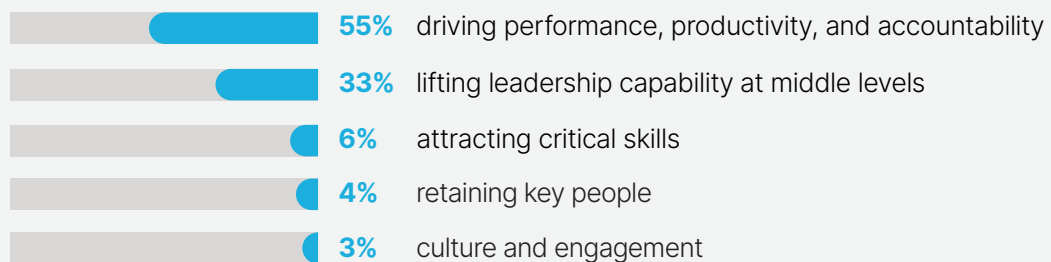 55% driving performance, productivity, and accountability
33% lifting leadership capability at middle levels
6% attracting critical skills
4% retaining key people
3% culture and engagement